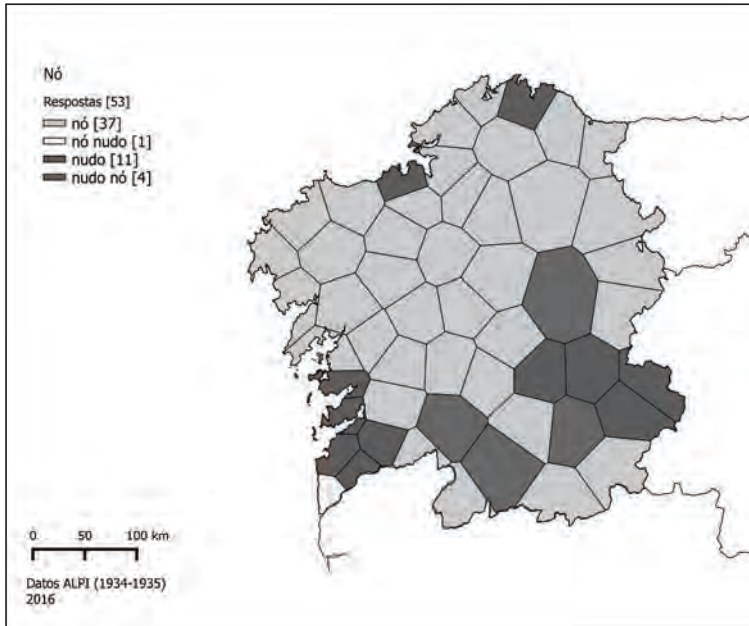 Nó
Respostas [53]
nó [37]
nó nudo [1]
nudo [11]
nudo nó [4]
0 50 100 km
Datos ALPI (1934-1935)
2016